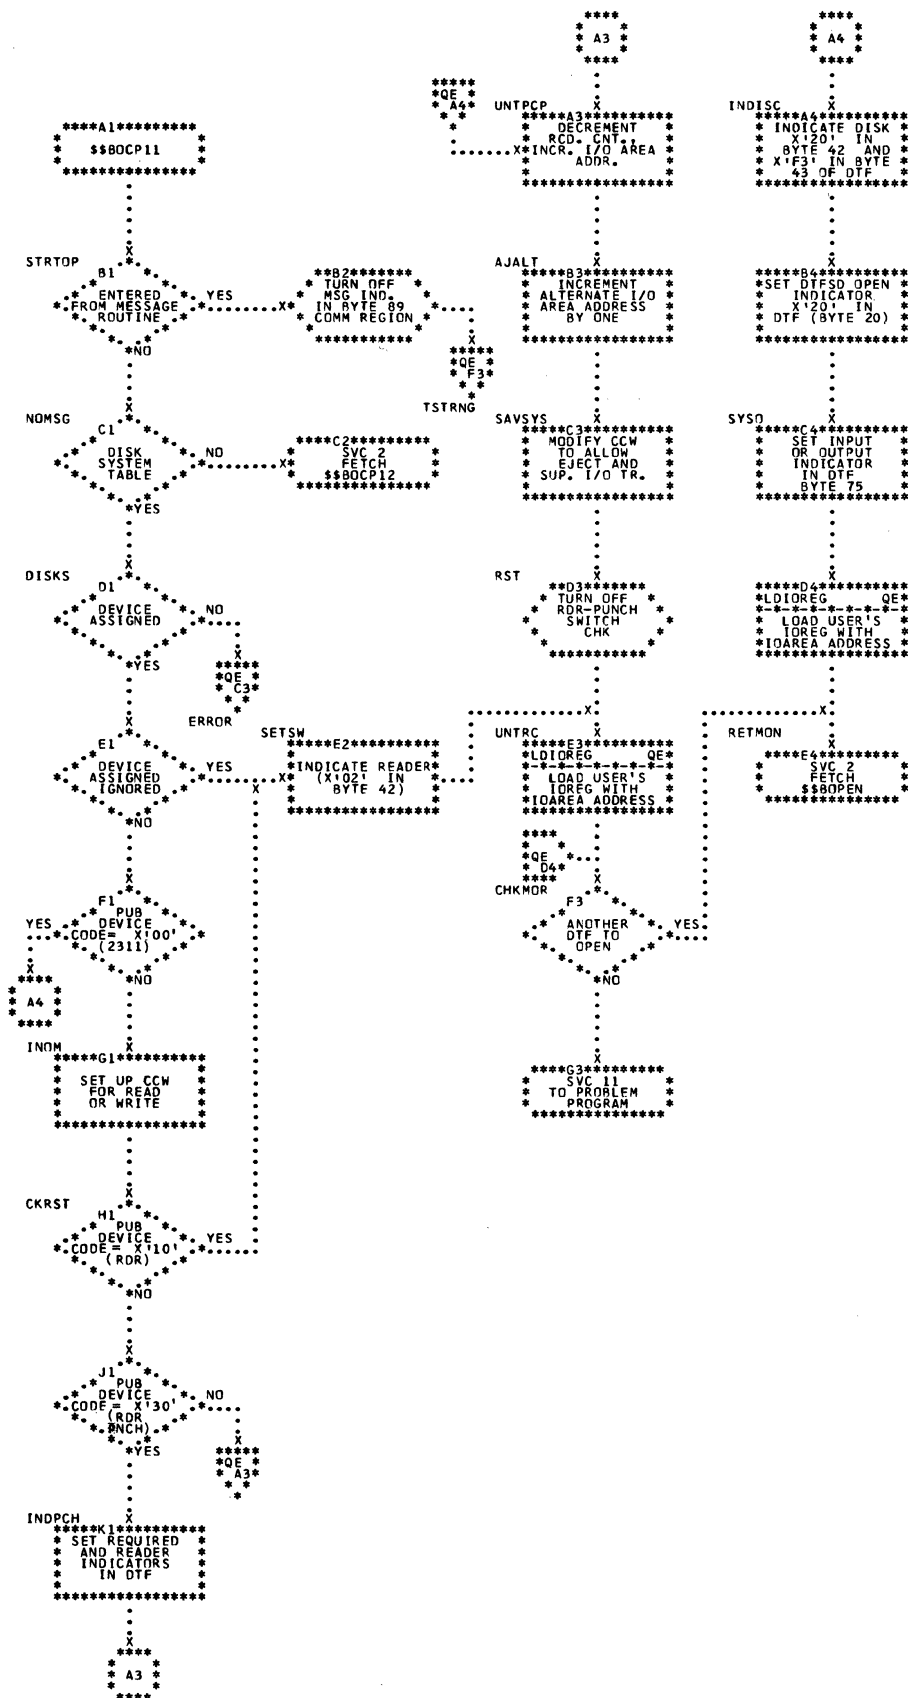 A1
$$BOCP11
STRTOP
B1
ENTERED
FROM MESSAGE
ROUTINE
YES
NO
B2
TURN OFF
MSG IND.
IN BYTE 89
COMM REGION
QE
F3
TSTRNG
NOMSG
C1
DISK
SYSTEM
TABLE
NO
YES
C2
SVC 2
FETCH
$$BOCP12
DISKS
D1
DEVICE
ASSIGNED
NO
YES
QE
C3
ERROR
E1
DEVICE
ASSIGNED
IGNORED
YES
NO
SETSW
E2
INDICATE READER
(X'02' IN
BYTE 42)
F1
PUB
DEVICE
CODE= X'00'
(2311)
YES
NO
A4
INOM
G1
SET UP CCW
FOR READ
OR WRITE
CKRST
H1
PUB
DEVICE
CODE= X'10'
(RDR)
YES
NO
J1
PUB
DEVICE
CODE= X'30'
(RDR
PNCH)
NO
YES
QE
A3
INDPCH
K1
SET REQUIRED
AND READER
INDICATORS
IN DTF
A3
A3
QE
A4
UNTPCP
A3
DECREMENT
RCD. CNT.,
INCR. I/O AREA
ADDR.
AJALT
B3
INCREMENT
ALTERNATE I/O
AREA ADDRESS
BY ONE
SAVSYS
C3
MODIFY CCW
TO ALLOW
EJECT AND
SUP. I/O TR.
RST
D3
TURN OFF
RDR-PUNCH
SWITCH
CHK
UNTRC
E3
LDIOREG QE
LOAD USER'S
IOREG WITH
IOAREA ADDRESS
QE
D4
CHKMOR
F3
ANOTHER
DTF TO
OPEN
YES
NO
G3
SVC 11
TO PROBLEM
PROGRAM
A4
INDISC
A4
INDICATE DISK
X'20' IN
BYTE 42 AND
X'F3' IN BYTE
43 OF DTF
B4
SET DTFSD OPEN
INDICATOR
X'20' IN
DTF (BYTE 20)
SYSO
C4
SET INPUT
OR OUTPUT
INDICATOR
IN DTF
BYTE 75
D4
LDIOREG QE
LOAD USER'S
IOREG WITH
IOAREA ADDRESS
RETMON
E4
SVC 2
FETCH
$$BOPEN